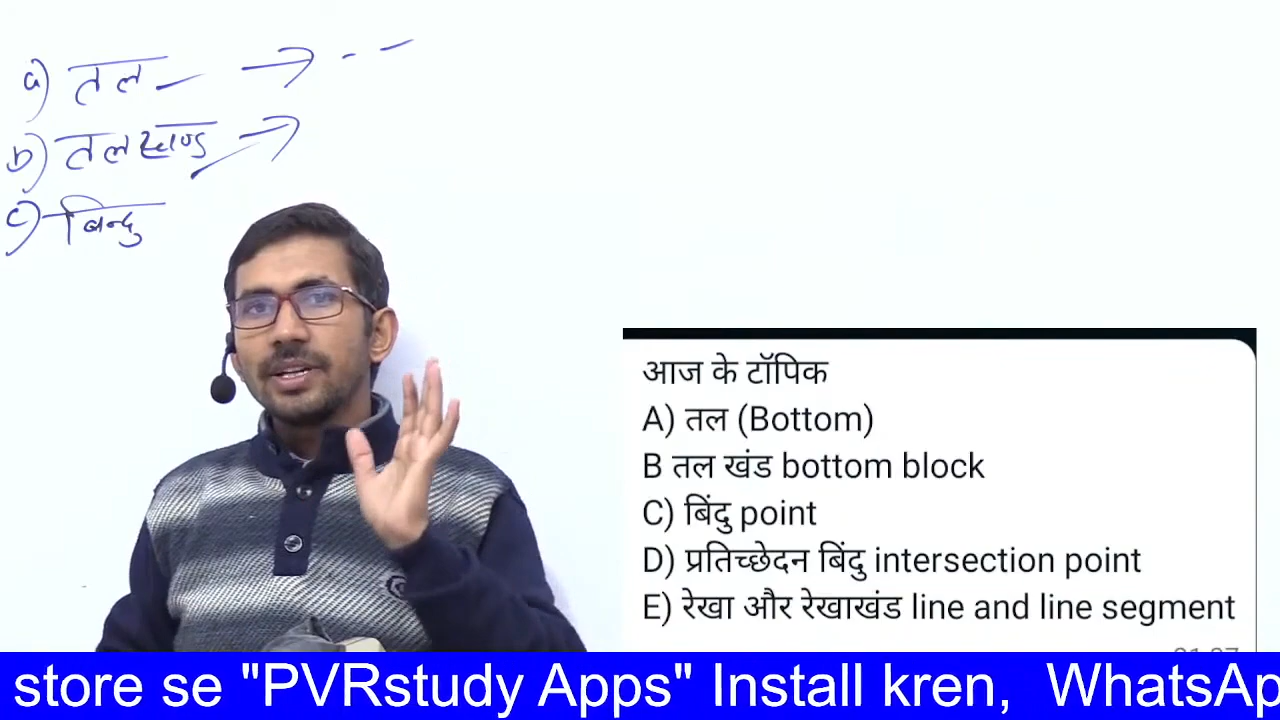 a) तल
b) तलखण्ड
c) बिन्दु
आज के टॉपिक
A) तल (Bottom)
B तल खंड bottom block
C) बिंदु point
D) प्रतिच्छेदन बिंदु intersection point
E) रेखा और रेखाखंड line and line segment
store se "PVRstudy Apps" Install kren, WhatsAp